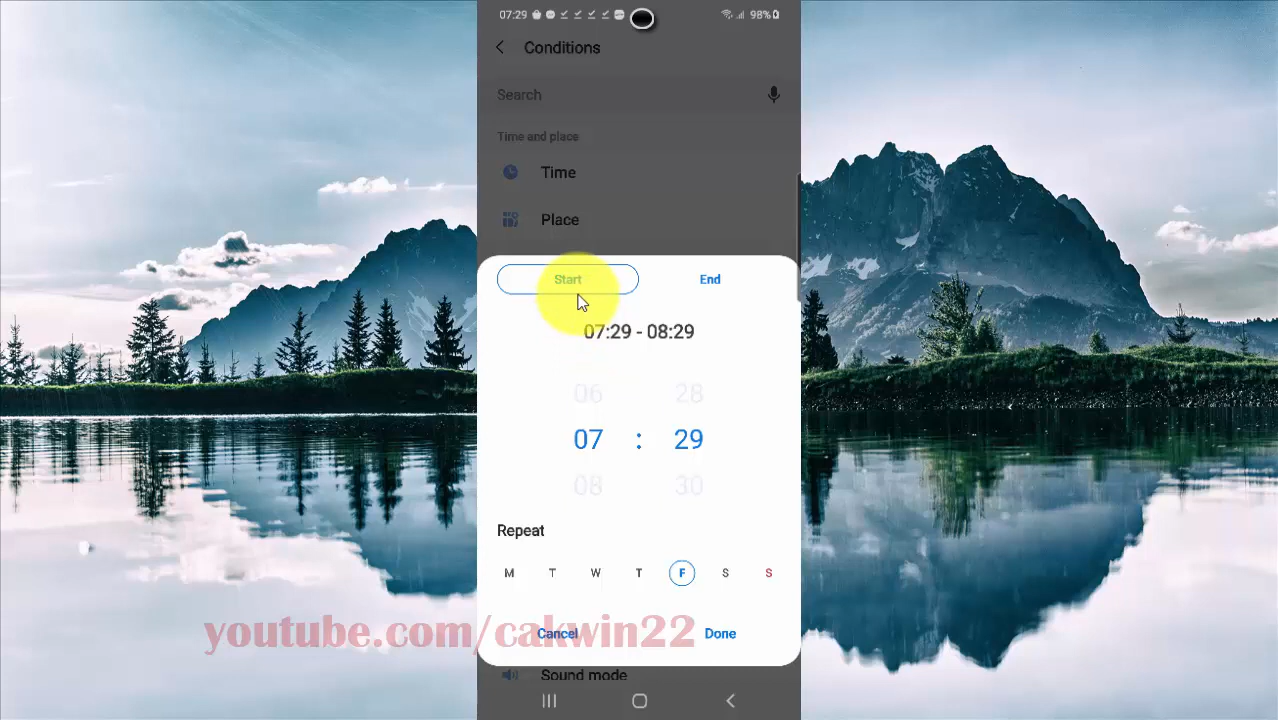 07:29 98%
Conditions
Search
Time and place
Time
Place
Start End
07:29 - 08:29
06 28
07 : 29
08 30
Repeat
M T W T F S S
youtube.com/cakwin22
Cancel Done
Sound mode